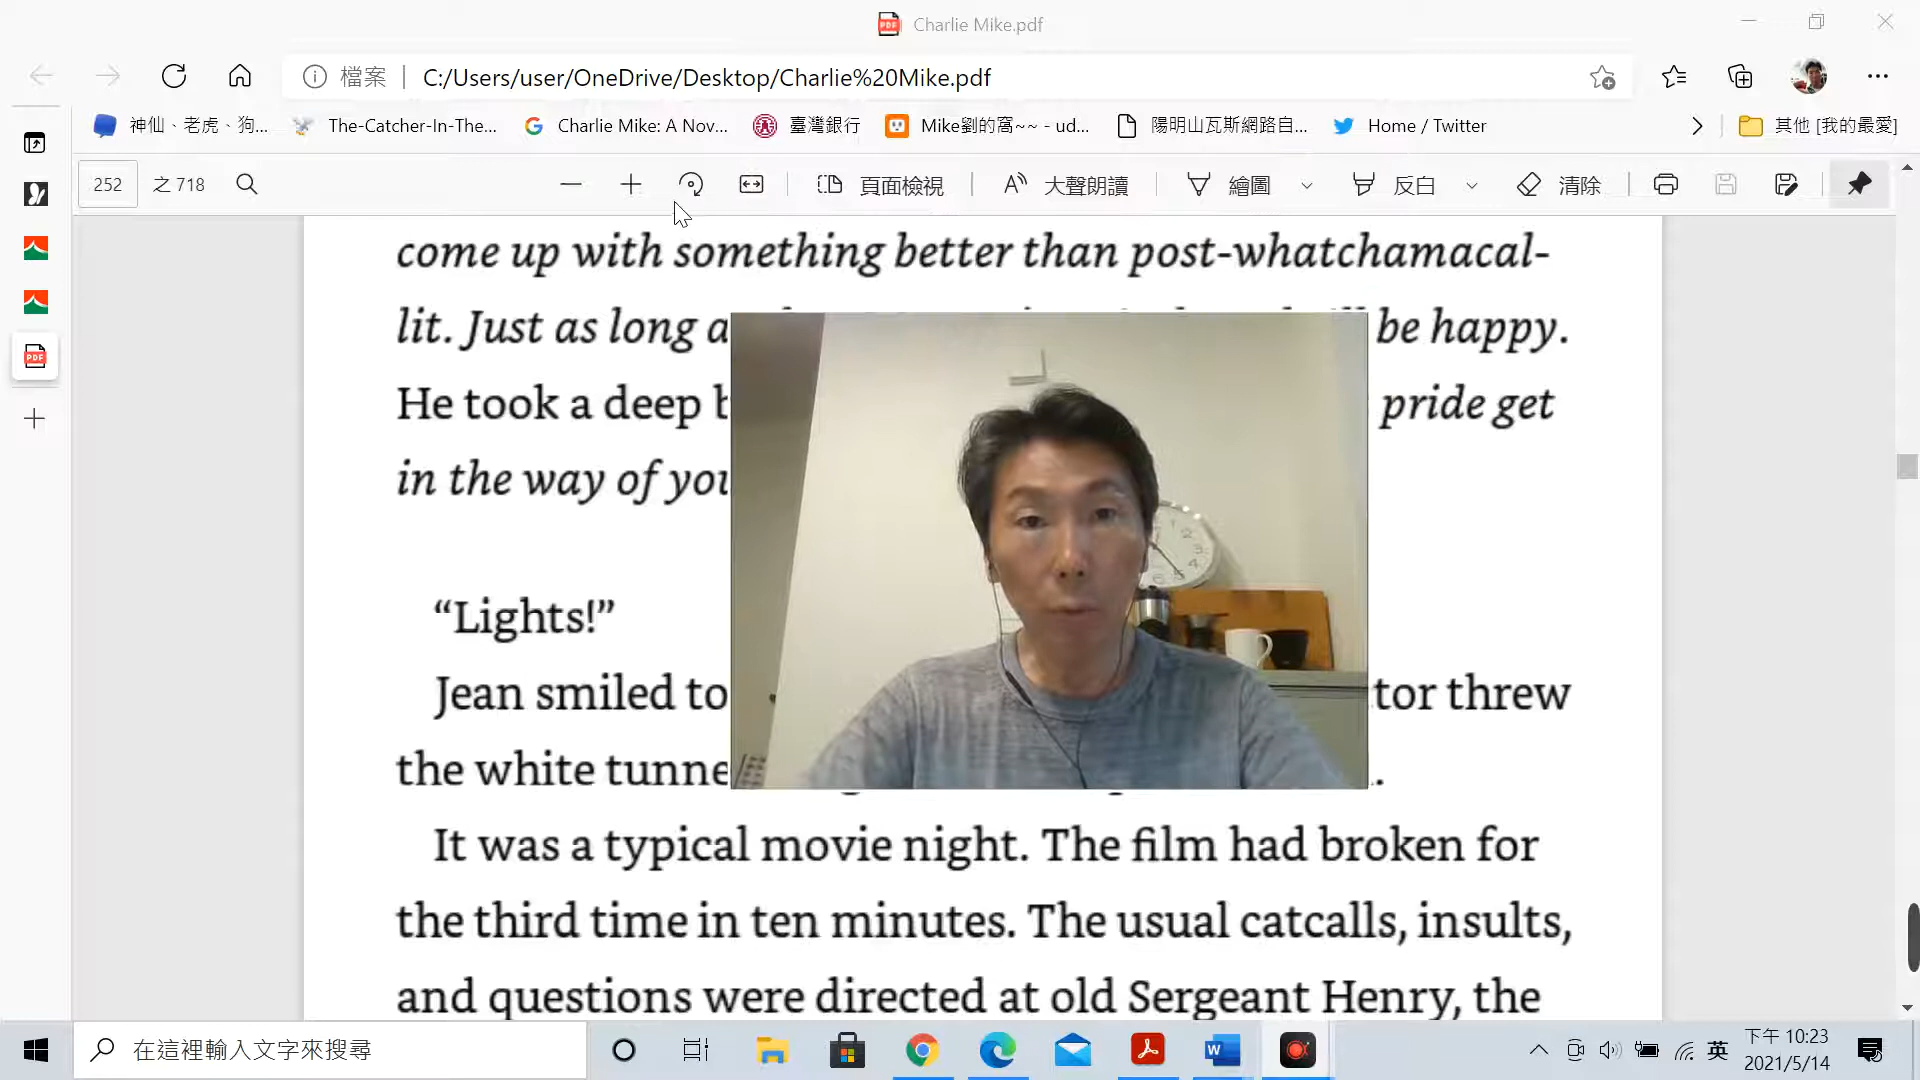 Charlie Mike.pdf
檔案 C:/Users/user/OneDrive/Desktop/Charlie%20Mike.pdf
神仙、老虎、狗... The-Catcher-In-The... Charlie Mike: A Nov... 臺灣銀行 Mike劉的窩~~ - ud... 陽明山瓦斯網路自... Home / Twitter 其他 [我的最愛]
252 之 718 頁面檢視 大聲朗讀 繪圖 反白 清除
come up with something better than post-whatchamacal-
lit. Just as long be happy.
He took a deep pride get
in the way of
“Lights!”
Jean smiled to threw
the white
It was a typical movie night. The film had broken for
the third time in ten minutes. The usual catcalls, insults,
and questions were directed at old Sergeant Henry, the
在這裡輸入文字來搜尋
英
下午 10:23
2021/5/14